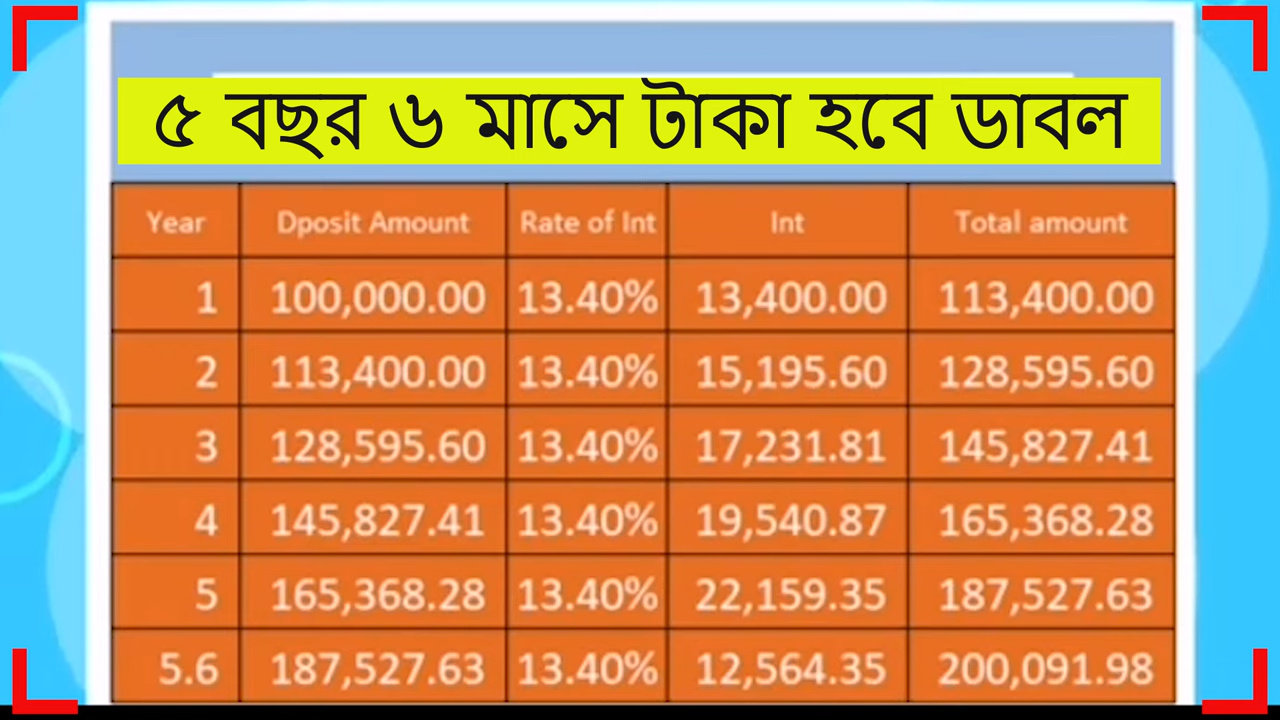 ৫ বছর ৬ মাসে টাকা হবে ডাবল
Year Dposit Amount Rate of Int Int Total amount
1 100,000.00 13.40% 13,400.00 113,400.00
2 113,400.00 13.40% 15,195.60 128,595.60
3 128,595.60 13.40% 17,231.81 145,827.41
4 145,827.41 13.40% 19,540.87 165,368.28
5 165,368.28 13.40% 22,159.35 187,527.63
5.6 187,527.63 13.40% 12,564.35 200,091.98